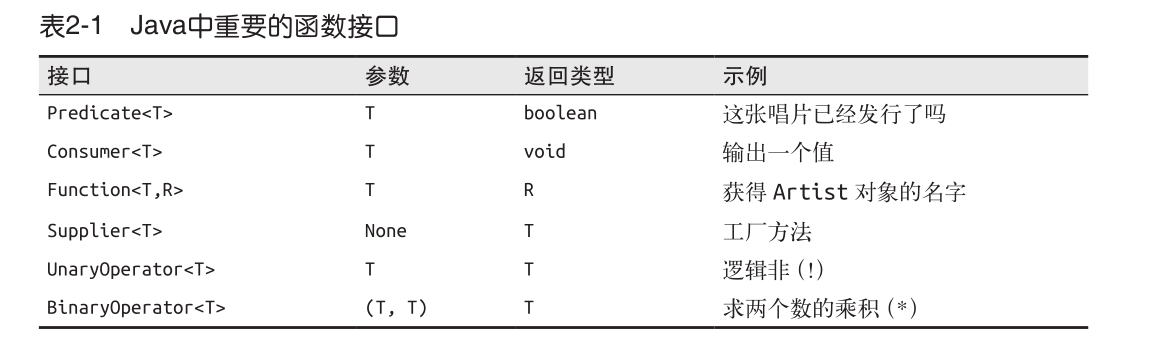 表2-1 Java中重要的函数接口
接口 参数 返回类型 示例
Predicate<T> T boolean 这张唱片已经发行了吗
Consumer<T> T void 输出一个值
Function<T,R> T R 获得 Artist 对象的名字
Supplier<T> None T 工厂方法
UnaryOperator<T> T T 逻辑非 (!)
BinaryOperator<T> (T, T) T 求两个数的乘积 (*)